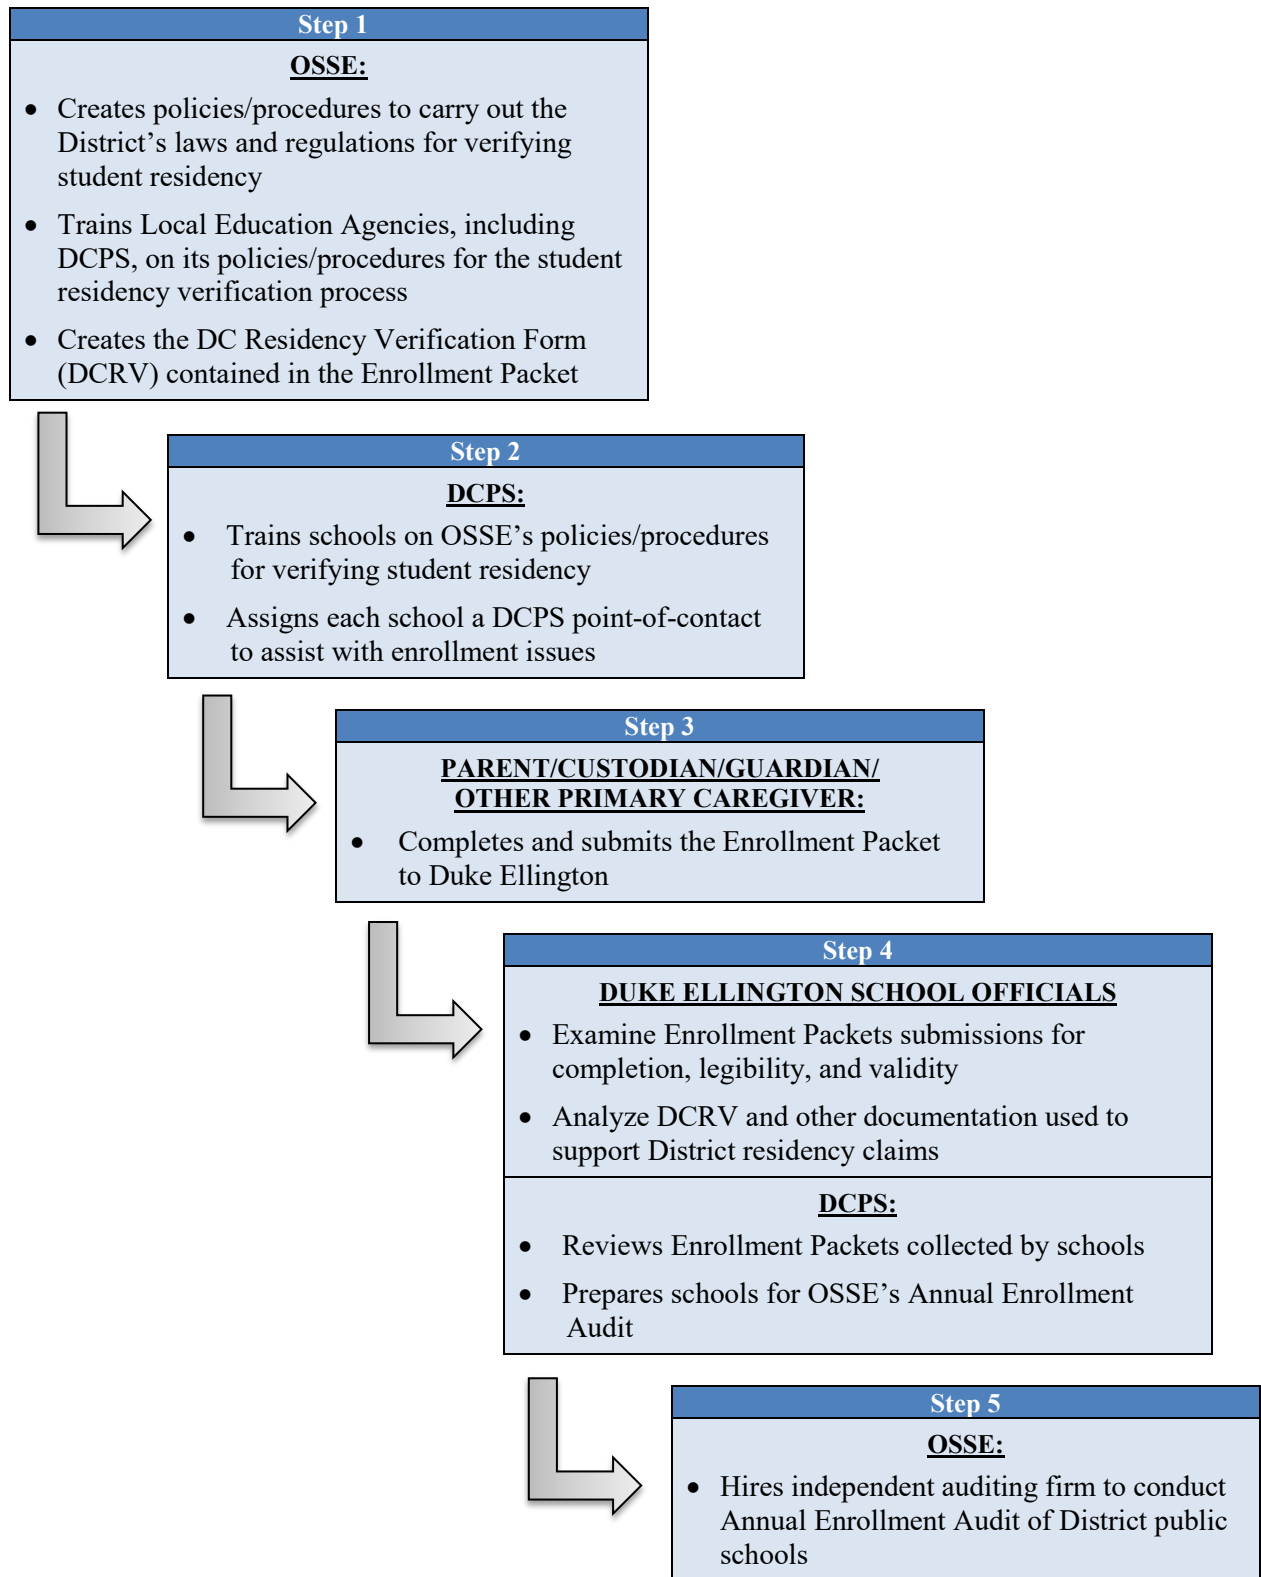 Step 1
OSSE:
• Creates policies/procedures to carry out the
District’s laws and regulations for verifying
student residency
• Trains Local Education Agencies, including
DCPS, on its policies/procedures for the student
residency verification process
• Creates the DC Residency Verification Form
(DCRV) contained in the Enrollment Packet
Step 2
DCPS:
• Trains schools on OSSE’s policies/procedures
for verifying student residency
• Assigns each school a DCPS point-of-contact
to assist with enrollment issues
Step 3
PARENT/CUSTODIAN/GUARDIAN/
OTHER PRIMARY CAREGIVER:
• Completes and submits the Enrollment Packet
to Duke Ellington
Step 4
DUKE ELLINGTON SCHOOL OFFICIALS
• Examine Enrollment Packets submissions for
completion, legibility, and validity
• Analyze DCRV and other documentation used to
support District residency claims
DCPS:
• Reviews Enrollment Packets collected by schools
• Prepares schools for OSSE’s Annual Enrollment
Audit
Step 5
OSSE:
• Hires independent auditing firm to conduct
Annual Enrollment Audit of District public
schools